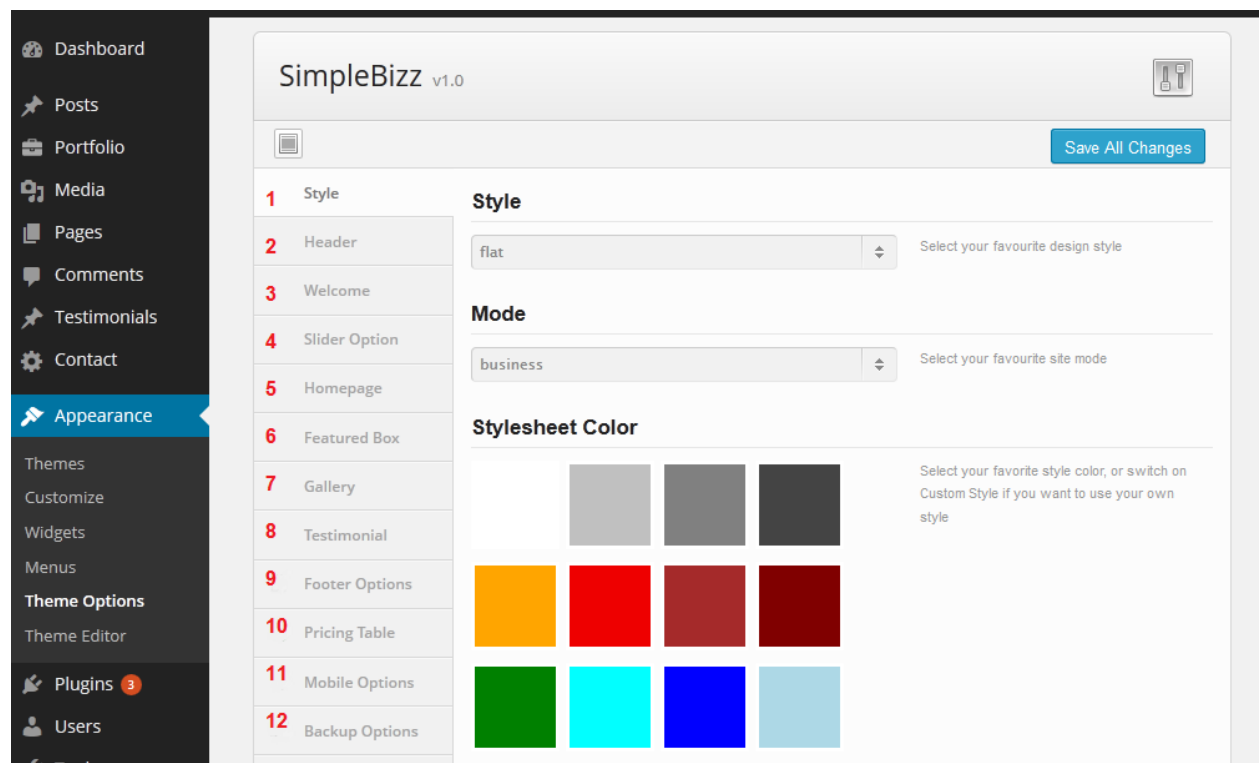 Dashboard
Posts
Portfolio
Media
Pages
Comments
Testimonials
Contact
Appearance
Themes
Customize
Widgets
Menus
Theme Options
Theme Editor
Plugins 3
Users
SimpleBizz v1.0
Save All Changes
1 Style
2 Header
3 Welcome
4 Slider Option
5 Homepage
6 Featured Box
7 Gallery
8 Testimonial
9 Footer Options
10 Pricing Table
11 Mobile Options
12 Backup Options
Style
flat
Select your favourite design style
Mode
business
Select your favourite site mode
Stylesheet Color
Select your favorite style color, or switch on
Custom Style if you want to use your own
style